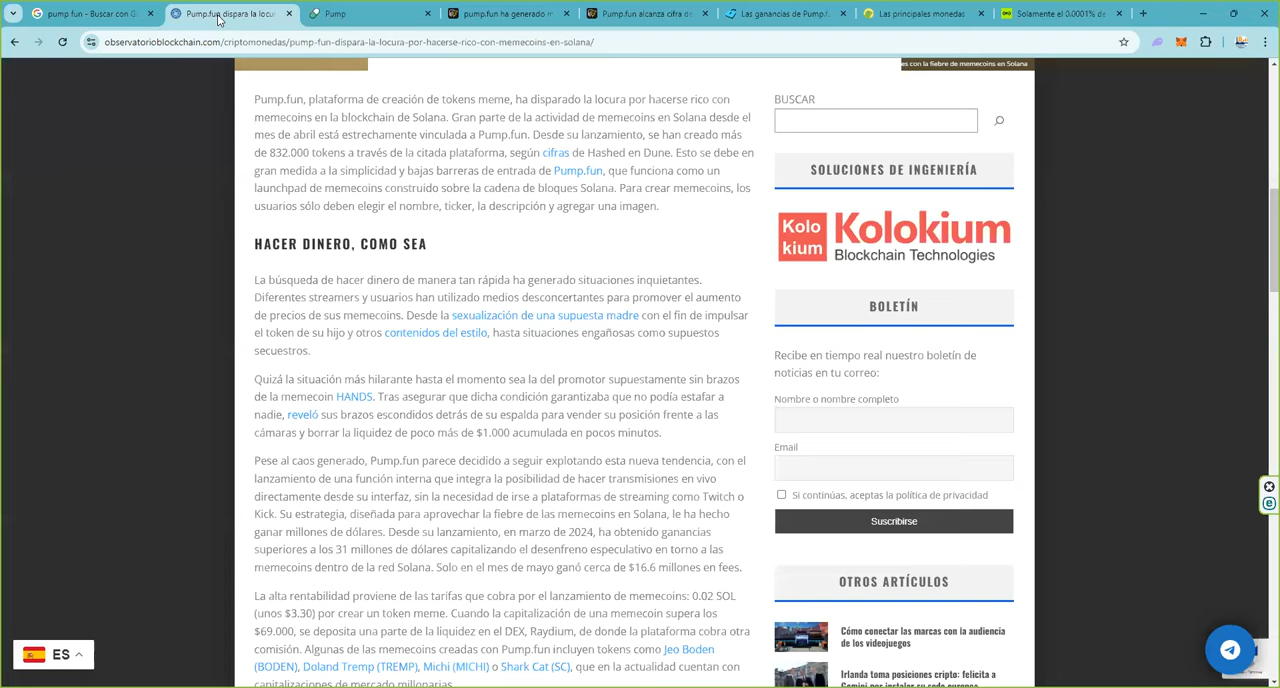 pump fun - Buscar con G
Pump.fun dispara la locur
Pump
pump.fun ha generado m
Pump.fun alcanza cifra de
Las ganancias de Pump.f
Las principales monedas
Solamente el 0.0001% de
observatorioblockchain.com/criptomonedas/pump-fun-dispara-la-locura-por-hacerse-rico-con-memecoins-en-solana/
es con la fiebre de memecoins en Solana
Pump.fun, plataforma de creación de tokens meme, ha disparado la locura por hacerse rico con
memecoins en la blockchain de Solana. Gran parte de la actividad de memecoins en Solana desde el
mes de abril está estrechamente vinculada a Pump.fun. Desde su lanzamiento, se han creado más
de 832.000 tokens a través de la citada plataforma, según cifras de Hashed en Dune. Esto se debe en
gran medida a la simplicidad y bajas barreras de entrada de Pump.fun, que funciona como un
launchpad de memecoins construido sobre la cadena de bloques Solana. Para crear memecoins, los
usuarios sólo deben elegir el nombre, ticker, la descripción y agregar una imagen.
HACER DINERO, COMO SEA
La búsqueda de hacer dinero de manera tan rápida ha generado situaciones inquietantes.
Diferentes streamers y usuarios han utilizado medios desconcertantes para promover el aumento
de precios de sus memecoins. Desde la sexualización de una supuesta madre con el fin de impulsar
el token de su hijo y otros contenidos del estilo, hasta situaciones engañosas como supuestos
secuestros.
Quizá la situación más hilarante hasta el momento sea la del promotor supuestamente sin brazos
de la memecoin HANDS. Tras asegurar que dicha condición garantizaba que no podía estafar a
nadie, reveló sus brazos escondidos detrás de su espalda para vender su posición frente a las
cámaras y borrar la liquidez de poco más de $1.000 acumulada en pocos minutos.
Pese al caos generado, Pump.fun parece decidido a seguir explotando esta nueva tendencia, con el
lanzamiento de una función interna que integra la posibilidad de hacer transmisiones en vivo
directamente desde su interfaz, sin la necesidad de irse a plataformas de streaming como Twitch o
Kick. Su estrategia, diseñada para aprovechar la fiebre de las memecoins en Solana, le ha hecho
ganar millones de dólares. Desde su lanzamiento, en marzo de 2024, ha obtenido ganancias
superiores a los 31 millones de dólares capitalizando el desenfreno especulativo en torno a las
memecoins dentro de la red Solana. Solo en el mes de mayo ganó cerca de $16.6 millones en fees.
La alta rentabilidad proviene de las tarifas que cobra por el lanzamiento de memecoins: 0.02 SOL
(unos $3.30) por crear un token meme. Cuando la capitalización de una memecoin supera los
$69.000, se deposita una parte de la liquidez en el DEX, Raydium, de donde la plataforma cobra otra
comisión. Algunas de las memecoins creadas con Pump.fun incluyen tokens como Jeo Boden
(BODEN), Doland Tremp (TREMP), Michi (MICHI) o Shark Cat (SC), que en la actualidad cuentan con
capitalizaciones de mercado millonarias.
BUSCAR
SOLUCIONES DE INGENIERÍA
Kolo
kium
Kolokium
Blockchain Technologies
BOLETÍN
Recibe en tiempo real nuestro boletín de
noticias en tu correo:
Nombre o nombre completo
Email
Si continúas, aceptas la política de privacidad
Suscribirse
OTROS ARTÍCULOS
Cómo conectar las marcas con la audiencia
de los videojuegos
Irlanda toma posiciones cripto: felicita a
Gemini por instalar su sede europea
ES